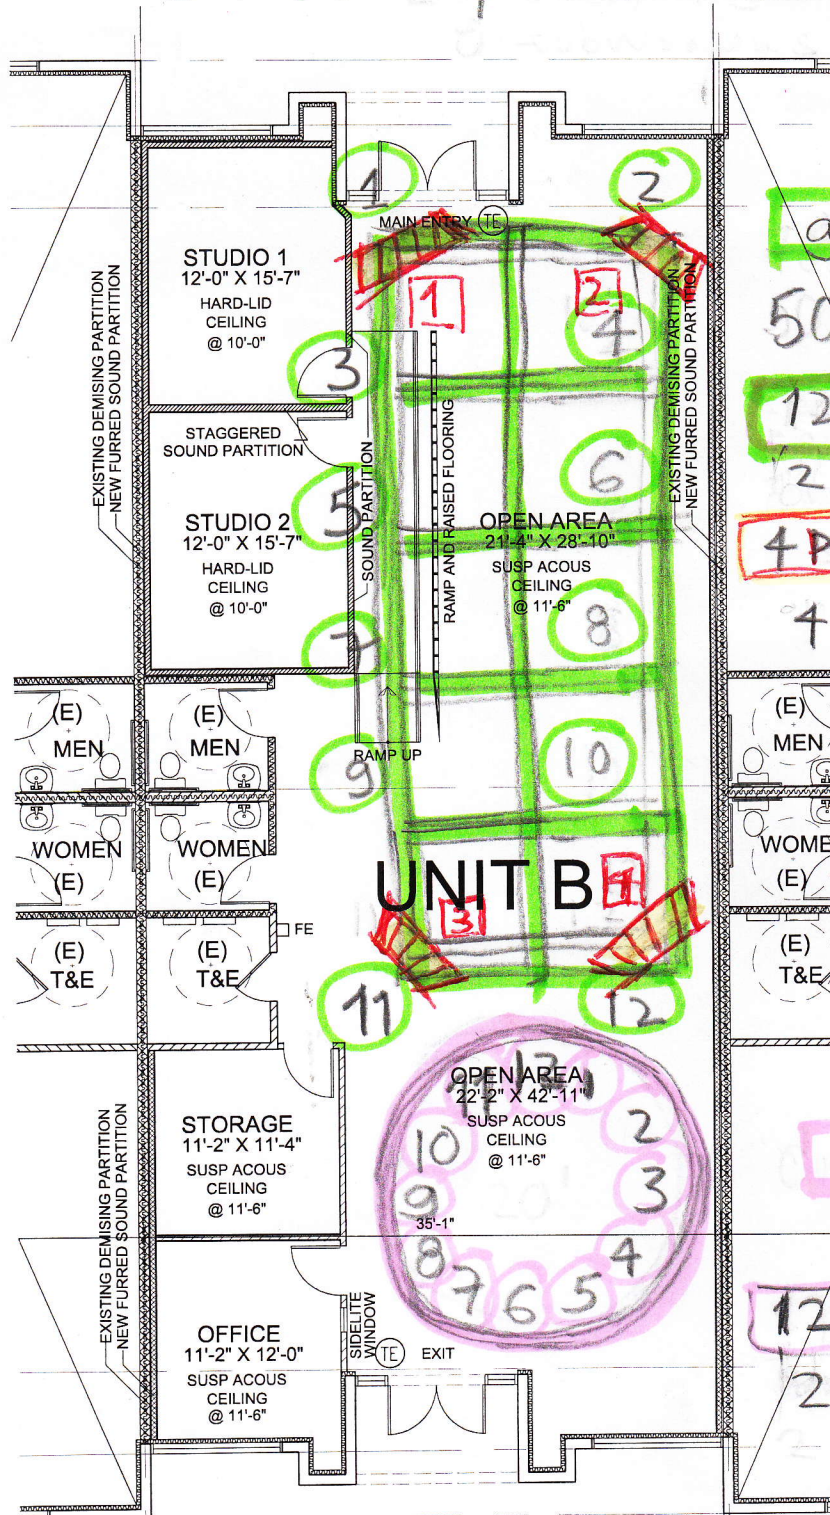 1
2
MAIN ENTRY TE
a
STUDIO 1
12'-0" X 15'-7"
HARD-LID
CEILING
@ 10'-0"
1
2
50
4
3
12
EXISTING DEMISING PARTITION
NEW FURRED SOUND PARTITION
EXISTING DEMISING PARTITION
NEW FURRED SOUND PARTITION
STAGGERED
SOUND PARTITION
SOUND PARTITION
RAMP AND RAISED FLOORING
6
2
5
STUDIO 2
12'-0" X 15'-7"
HARD-LID
CEILING
@ 10'-0"
OPEN AREA
21'-4" X 28'-10"
SUSP ACOUS
CEILING
@ 11'-6"
4P
4
8
7
(E)
MEN
(E)
MEN
(E)
MEN
RAMP UP
9
10
WOMEN
(E)
WOMEN
(E)
WOME
(E)
UNIT B
4
3
FE
(E)
T&E
(E)
T&E
(E)
T&E
11
12
OPEN AREA
22'-2" X 42'-11"
SUSP ACOUS
CEILING
@ 11'-6"
11
12
1
2
3
4
5
6
7
8
9
10
35'-1"
STORAGE
11'-2" X 11'-4"
SUSP ACOUS
CEILING
@ 11'-6"
EXISTING DEMISING PARTITION
NEW FURRED SOUND PARTITION
OFFICE
11'-2" X 12'-0"
SUSP ACOUS
CEILING
@ 11'-6"
SIDELITE
WINDOW
TE EXIT
12
2